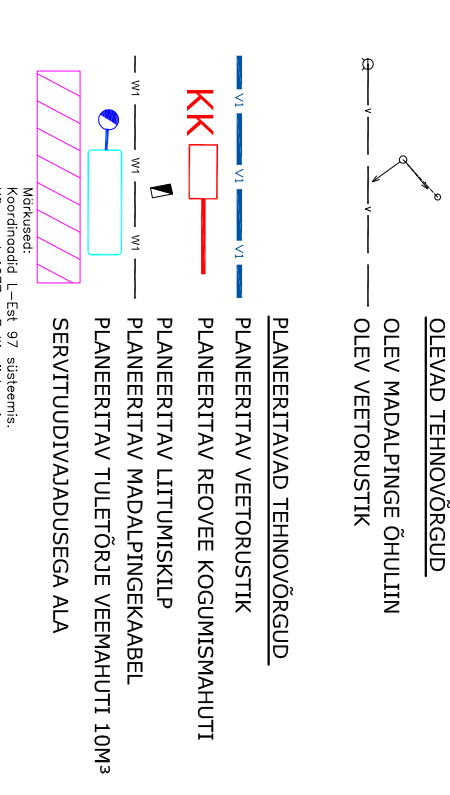 OLEVAD TEHNOVÕRGUD
OLEV MADALPINGE ÕHULIIN
v v OLEV VEETORUSTIK
PLANEERITAVAD TEHNOVÕRGUD
V1 V1 V1 PLANEERITAV VEETORUSTIK
KK PLANEERITAV REOVEE KOGUMISMAHUTI
PLANEERITAV LIITUMISKILP
W1 W1 W1 PLANEERITAV MADALPINGEKAABEL
PLANEERITAV TULETÕRJE VEEMAHUTI 10M³
SERVITUUDIVAJADUSEGA ALA
Märkused:
Koordinaadid L-Est 97 süsteemis.